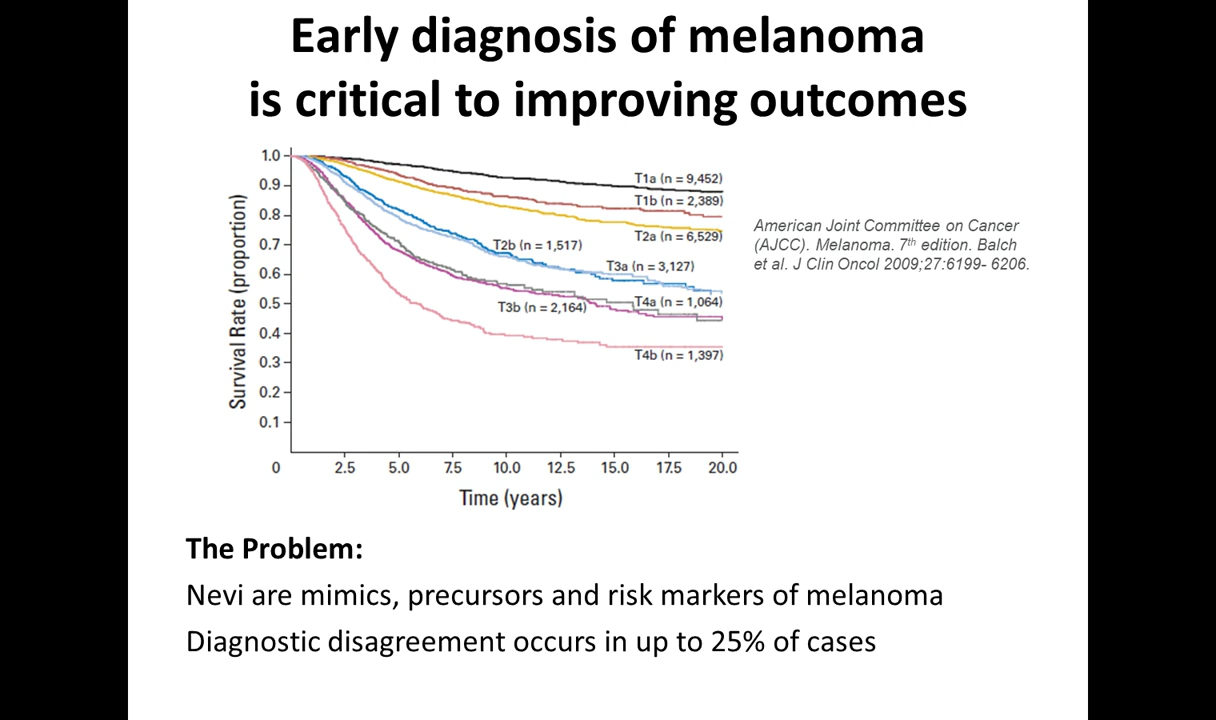 Early diagnosis of melanoma
is critical to improving outcomes
1.0
0.9
0.8
0.7
0.6
0.5
0.4
0.3
0.2
0.1
Survival Rate (proportion)
T1a (n = 9,452)
T1b (n = 2,389)
T2a (n = 6,529)
T2b (n = 1,517)
T3a (n = 3,127)
T4a (n = 1,064)
T3b (n = 2,164)
T4b (n = 1,397)
0 2.5 5.0 7.5 10.0 12.5 15.0 17.5 20.0
Time (years)
American Joint Committee on Cancer
(AJCC). Melanoma. 7th edition. Balch
et al. J Clin Oncol 2009;27:6199- 6206.
The Problem:
Nevi are mimics, precursors and risk markers of melanoma
Diagnostic disagreement occurs in up to 25% of cases